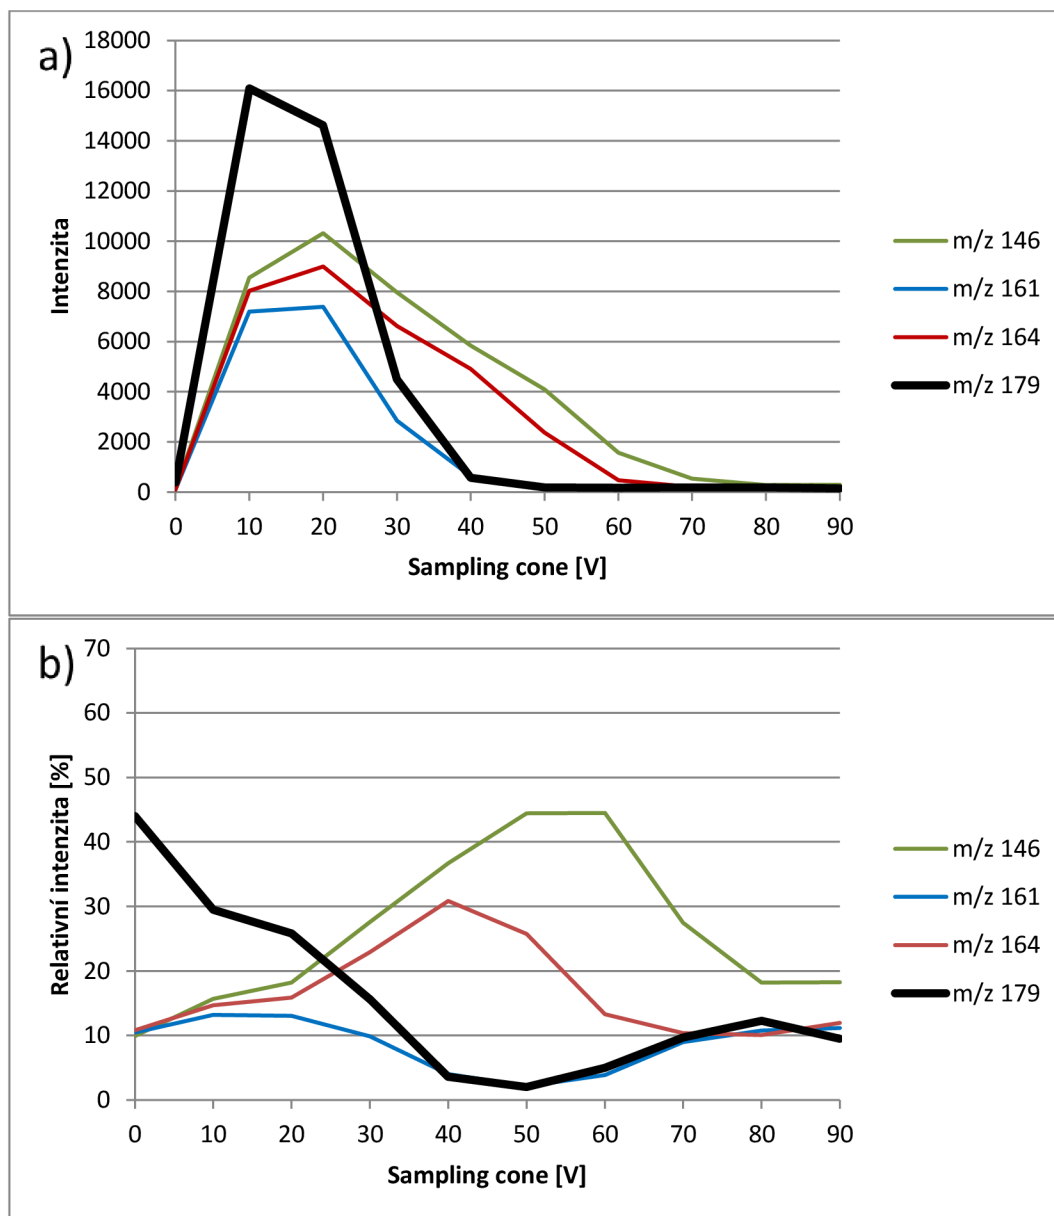 a)
18000
16000
14000
12000
10000
8000
6000
4000
2000
0
Intenzita
0 10 20 30 40 50 60 70 80 90
Sampling cone [V]
m/z 146
m/z 161
m/z 164
m/z 179
b)
70
60
50
40
30
20
10
0
Relativní intenzita [%]
0 10 20 30 40 50 60 70 80 90
Sampling cone [V]
m/z 146
m/z 161
m/z 164
m/z 179